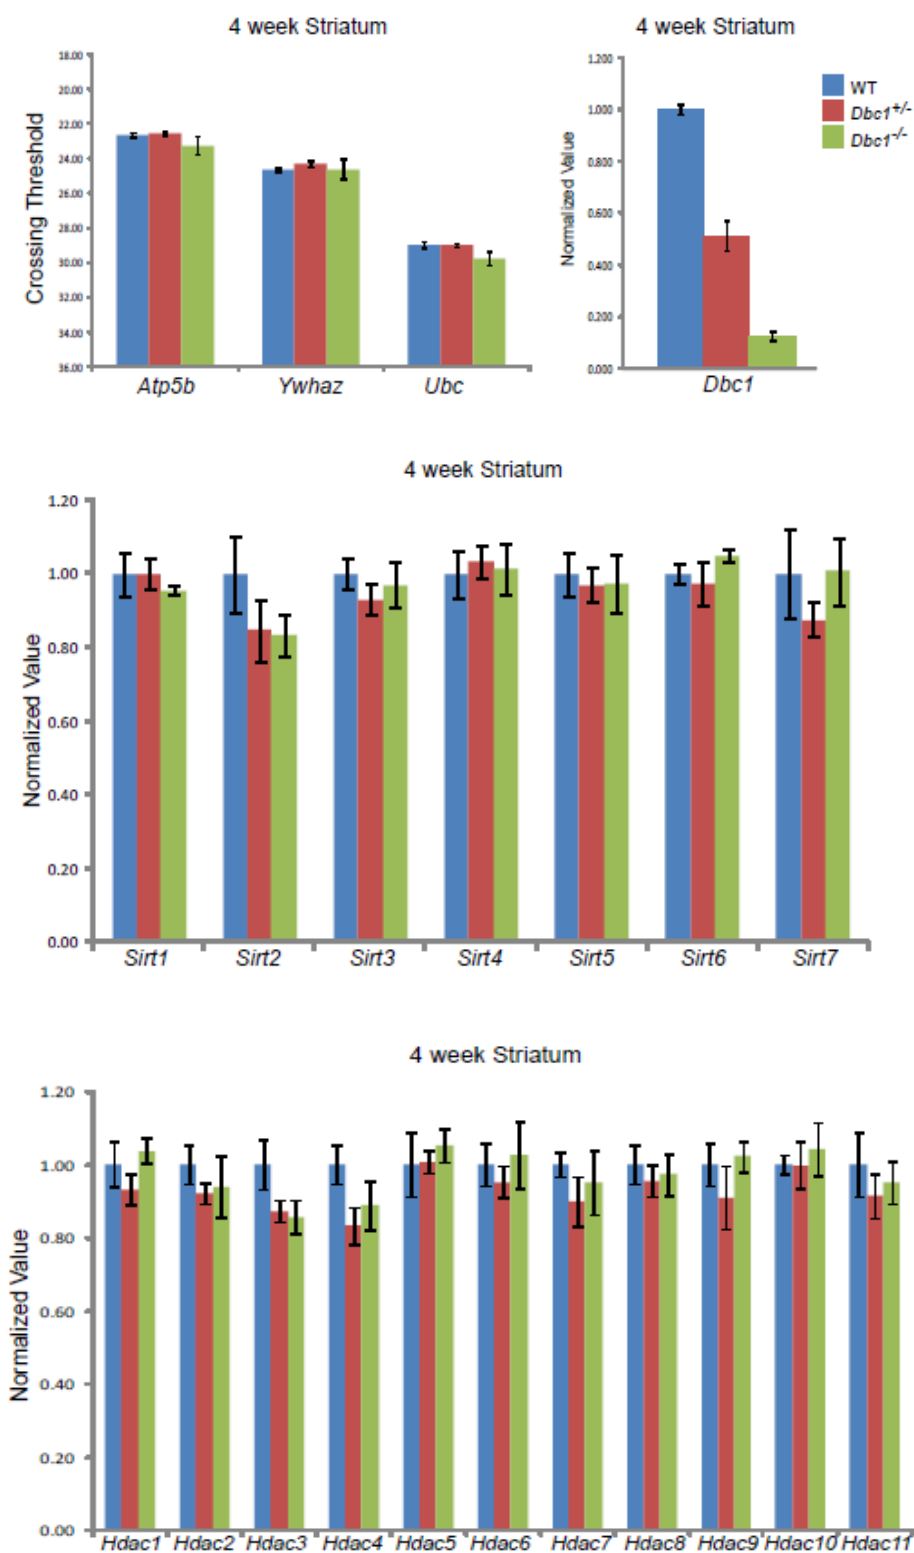 4 week Striatum
Crossing Threshold
18.00
20.00
22.00
24.00
26.00
28.00
30.00
32.00
34.00
36.00
Atp5b Ywhaz Ubc
4 week Striatum
Normalized Value
1.200
1.000
0.800
0.600
0.400
0.200
0.000
Dbc1
WT
Dbc1+/-
Dbc1-/-
4 week Striatum
Normalized Value
1.20
1.00
0.80
0.60
0.40
0.20
0.00
Sirt1 Sirt2 Sirt3 Sirt4 Sirt5 Sirt6 Sirt7
4 week Striatum
Normalized Value
1.20
1.00
0.80
0.60
0.40
0.20
0.00
Hdac1 Hdac2 Hdac3 Hdac4 Hdac5 Hdac6 Hdac7 Hdac8 Hdac9 Hdac10 Hdac11